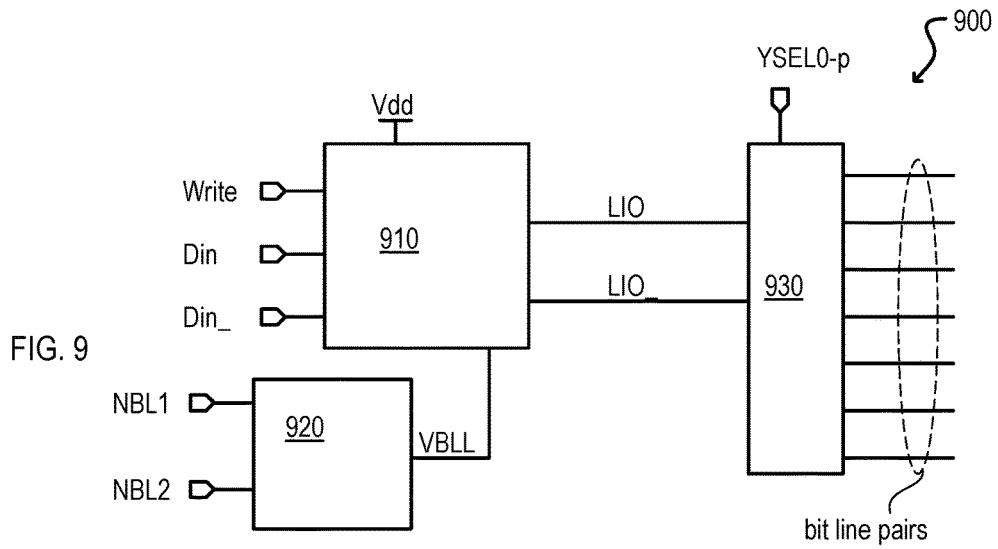 900
YSEL0-p
Vdd
Write
LIO
910
Din
LIO_
930
Din_
FIG. 9
NBL1
920
VBLL
NBL2
bit line pairs